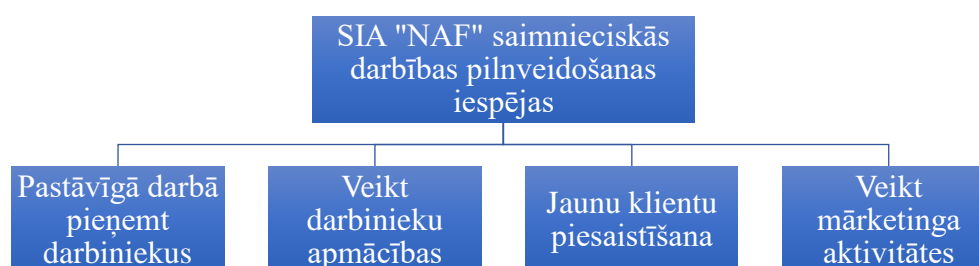 SIA "NAF" saimnieciskās
darbības pilnveidošanas
iespējas
Pastāvīgā darbā
pieņemt
darbiniekus
Veikt
darbinieku
apmācības
Jaunu klientu
piesaistīšana
Veikt
mārketinga
aktivitātes